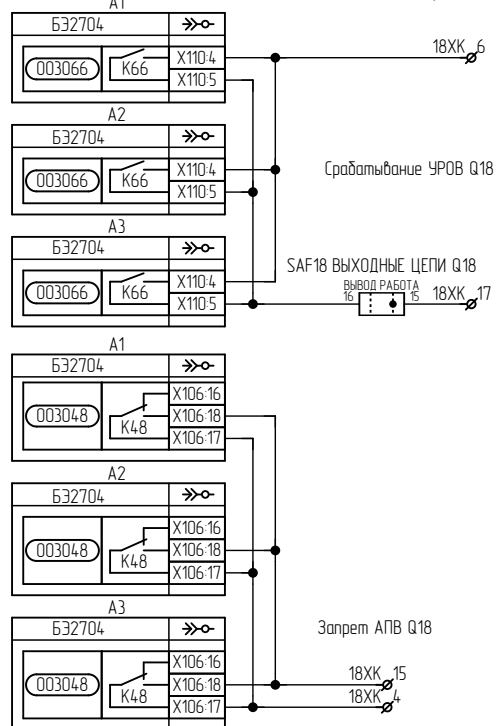 A1
БЭ2704
003066 K66 X110:4
X110:5
18XK 6
A2
БЭ2704
003066 K66 X110:4
X110:5
Срабатывание УРОВ Q18
A3
БЭ2704
003066 K66 X110:4
X110:5
SAF18 ВЫХОДНЫЕ ЦЕПИ Q18
ВЫВОД РАБОТА
16 15 18XK 17
A1
БЭ2704
003048 K48 X106:16
X106:18
X106:17
A2
БЭ2704
003048 K48 X106:16
X106:18
X106:17
A3
БЭ2704
003048 K48 X106:16
X106:18
X106:17
Запрет АПВ Q18
18XK 15
18XK 4